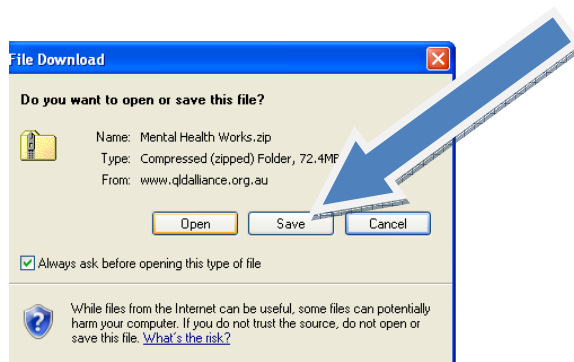 File Download
Do you want to open or save this file?
Name: Mental Health Works.zip
Type: Compressed (zipped) Folder, 72.4MB
From: www.qldalliance.org.au
Open Save Cancel
Always ask before opening this type of file
While files from the Internet can be useful, some files can potentially
harm your computer. If you do not trust the source, do not open or
save this file. What's the risk?